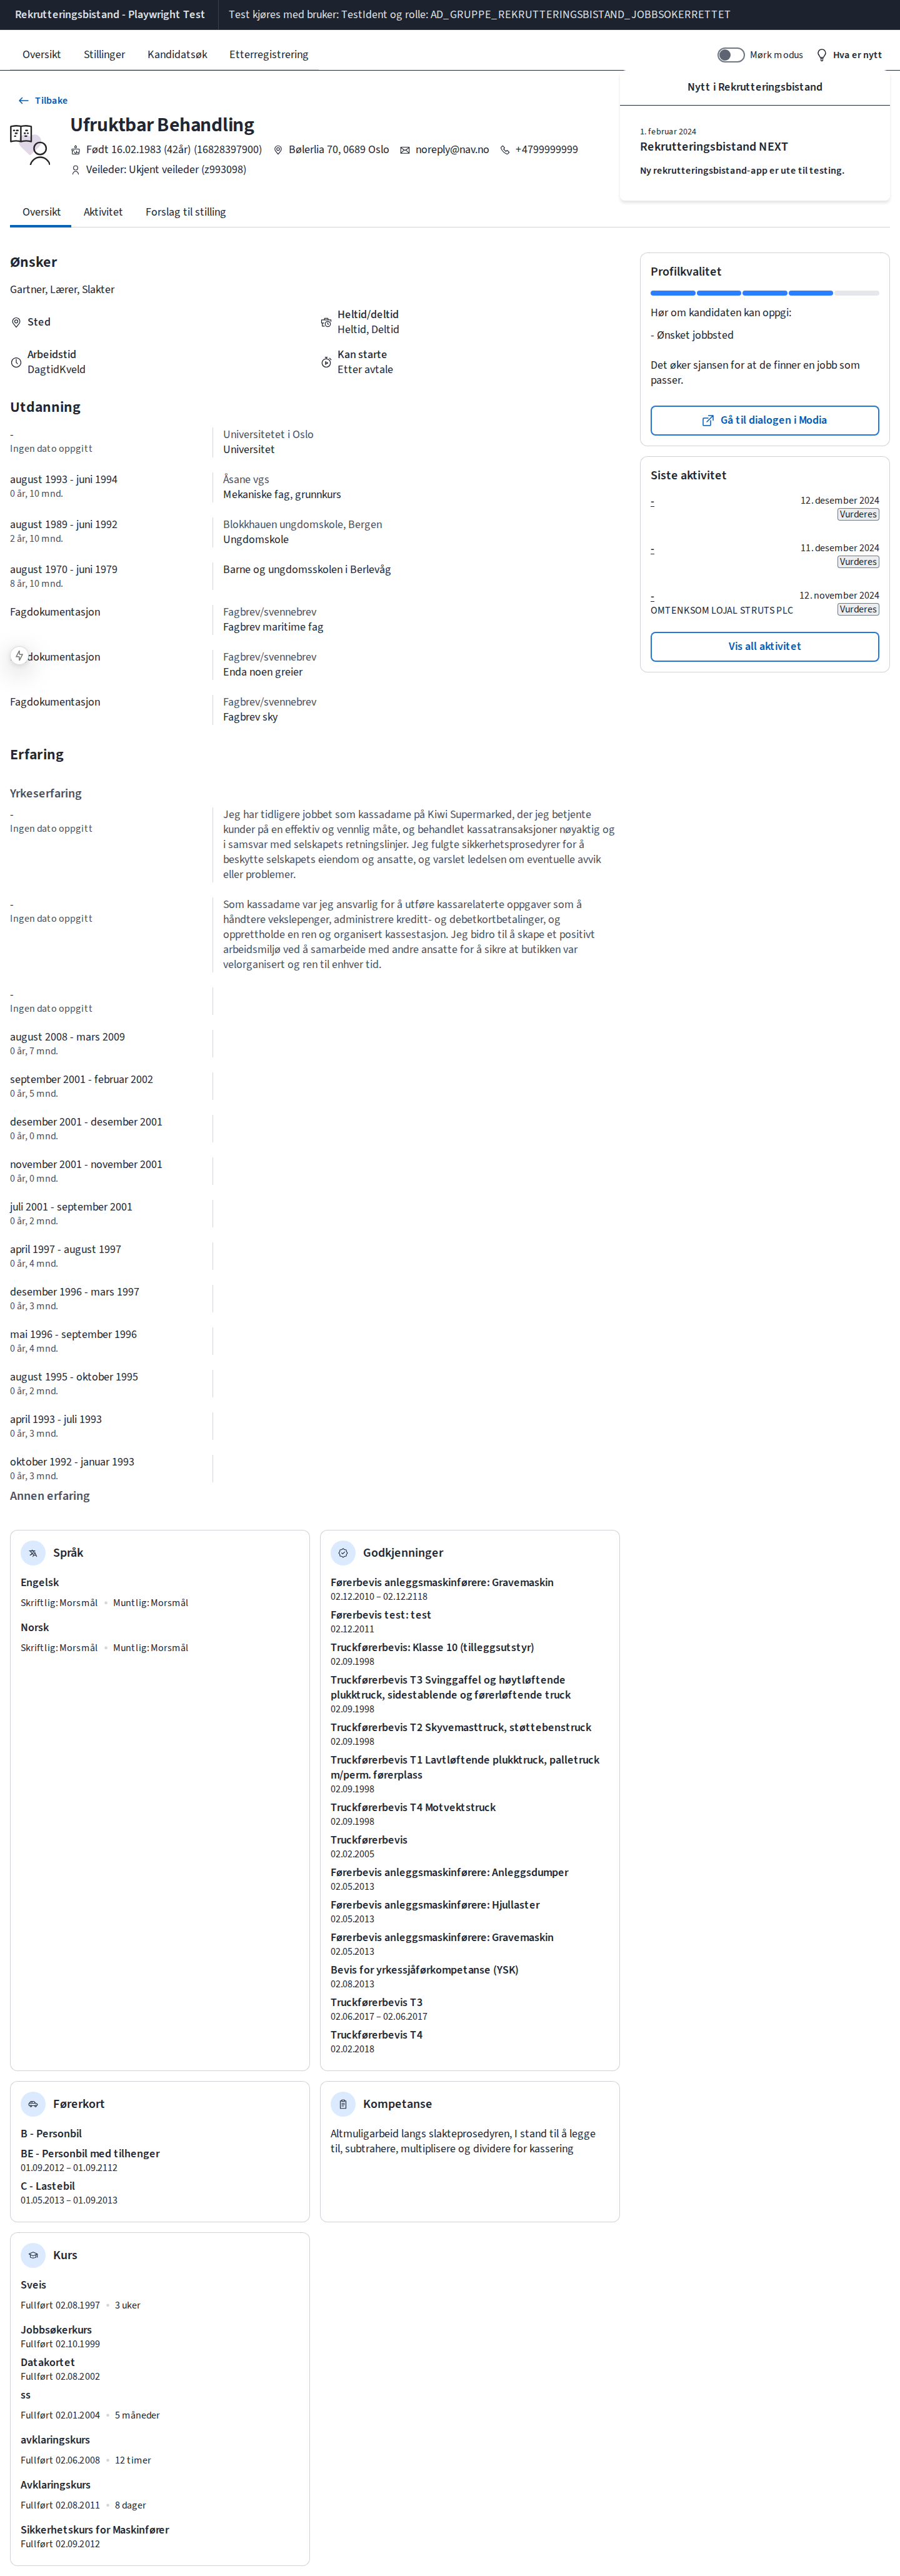 Rekrutteringsbistand - Playwright Test
Test kjøres med bruker: TestIdent og rolle: AD_GRUPPE_REKRUTTERINGSBISTAND_JOBBSOKERRETTET
Oversikt
Stillinger
Kandidatsøk
Etterregistrering
Mørk modus
Hva er nytt
Nytt i Rekrutteringsbistand
1. februar 2024
Rekrutteringsbistand NEXT
Ny rekrutteringsbistand-app er ute til testing.
Tilbake
Ufruktbar Behandling
Født 16.02.1983 (42år) (16828397900)
Bølerlia 70, 0689 Oslo
noreply@nav.no
+4799999999
Veileder: Ukjent veileder (z993098)
Oversikt
Aktivitet
Forslag til stilling
Ønsker
Gartner, Lærer, Slakter
Sted
Heltid/deltid
Heltid, Deltid
Arbeidstid
DagtidKveld
Kan starte
Etter avtale
Utdanning
-
Ingen dato oppgitt
Universitetet i Oslo
Universitet
august 1993 - juni 1994
0 år, 10 mnd.
Åsane vgs
Mekaniske fag, grunnkurs
august 1989 - juni 1992
2 år, 10 mnd.
Blokkhauen ungdomskole, Bergen
Ungdomskole
august 1970 - juni 1979
8 år, 10 mnd.
Barne og ungdomsskolen i Berlevåg
Fagdokumentasjon
Fagbrev/svennebrev
Fagbrev maritime fag
dokumentasjon
Fagbrev/svennebrev
Enda noen greier
Fagdokumentasjon
Fagbrev/svennebrev
Fagbrev sky
Erfaring
Yrkeserfaring
-
Ingen dato oppgitt
Jeg har tidligere jobbet som kassadame på Kiwi Supermarked, der jeg betjente
kunder på en effektiv og vennlig måte, og behandlet kassatransaksjoner nøyaktig og
i samsvar med selskapets retningslinjer. Jeg fulgte sikkerhetsprosedyrer for å
beskytte selskapets eiendom og ansatte, og varslet ledelsen om eventuelle avvik
eller problemer.
-
Ingen dato oppgitt
Som kassadame var jeg ansvarlig for å utføre kassarelaterte oppgaver som å
håndtere vekslepenger, administrere kreditt- og debetkortbetalinger, og
opprettholde en ren og organisert kassestasjon. Jeg bidro til å skape et positivt
arbeidsmiljø ved å samarbeide med andre ansatte for å sikre at butikken var
velorganisert og ren til enhver tid.
-
Ingen dato oppgitt
august 2008 - mars 2009
0 år, 7 mnd.
september 2001 - februar 2002
0 år, 5 mnd.
desember 2001 - desember 2001
0 år, 0 mnd.
november 2001 - november 2001
0 år, 0 mnd.
juli 2001 - september 2001
0 år, 2 mnd.
april 1997 - august 1997
0 år, 4 mnd.
desember 1996 - mars 1997
0 år, 3 mnd.
mai 1996 - september 1996
0 år, 4 mnd.
august 1995 - oktober 1995
0 år, 2 mnd.
april 1993 - juli 1993
0 år, 3 mnd.
oktober 1992 - januar 1993
0 år, 3 mnd.
Annen erfaring
Språk
Engelsk
Skriftlig: Morsmål • Muntlig: Morsmål
Norsk
Skriftlig: Morsmål • Muntlig: Morsmål
Godkjenninger
Førerbevis anleggsmaskinførere: Gravemaskin
02.12.2010 – 02.12.2118
Førerbevis test: test
02.12.2011
Truckførerbevis: Klasse 10 (tilleggsutstyr)
02.09.1998
Truckførerbevis T3 Svinggaffel og høytløftende
plukktruck, sidestablende og førerløftende truck
02.09.1998
Truckførerbevis T2 Skyvemasttruck, støttebenstruck
02.09.1998
Truckførerbevis T1 Lavtløftende plukktruck, palletruck
m/perm. førerplass
02.09.1998
Truckførerbevis T4 Motvektstruck
02.09.1998
Truckførerbevis
02.02.2005
Førerbevis anleggsmaskinførere: Anleggsdumper
02.05.2013
Førerbevis anleggsmaskinførere: Hjullaster
02.05.2013
Førerbevis anleggsmaskinførere: Gravemaskin
02.05.2013
Bevis for yrkessjåførkompetanse (YSK)
02.08.2013
Truckførerbevis T3
02.06.2017 – 02.06.2017
Truckførerbevis T4
02.02.2018
Førerkort
B - Personbil
BE - Personbil med tilhenger
01.09.2012 – 01.09.2112
C - Lastebil
01.05.2013 – 01.09.2013
Kompetanse
Altmuligarbeid langs slakteprosedyren, I stand til å legge
til, subtrahere, multiplisere og dividere for kassering
Kurs
Sveis
Fullført 02.08.1997 • 3 uker
Jobbsøkerkurs
Fullført 02.10.1999
Datakortet
Fullført 02.08.2002
ss
Fullført 02.01.2004 • 5 måneder
avklaringskurs
Fullført 02.06.2008 • 12 timer
Avklaringskurs
Fullført 02.08.2011 • 8 dager
Sikkerhetskurs for Maskinfører
Fullført 02.09.2012
Profilkvalitet
Hør om kandidaten kan oppgi:
- Ønsket jobbsted
Det øker sjansen for at de finner en jobb som
passer.
Gå til dialogen i Modia
Siste aktivitet
-
12. desember 2024
Vurderes
-
11. desember 2024
Vurderes
-
12. november 2024
OMTENKSOM LOJAL STRUTS PLC
Vurderes
Vis all aktivitet